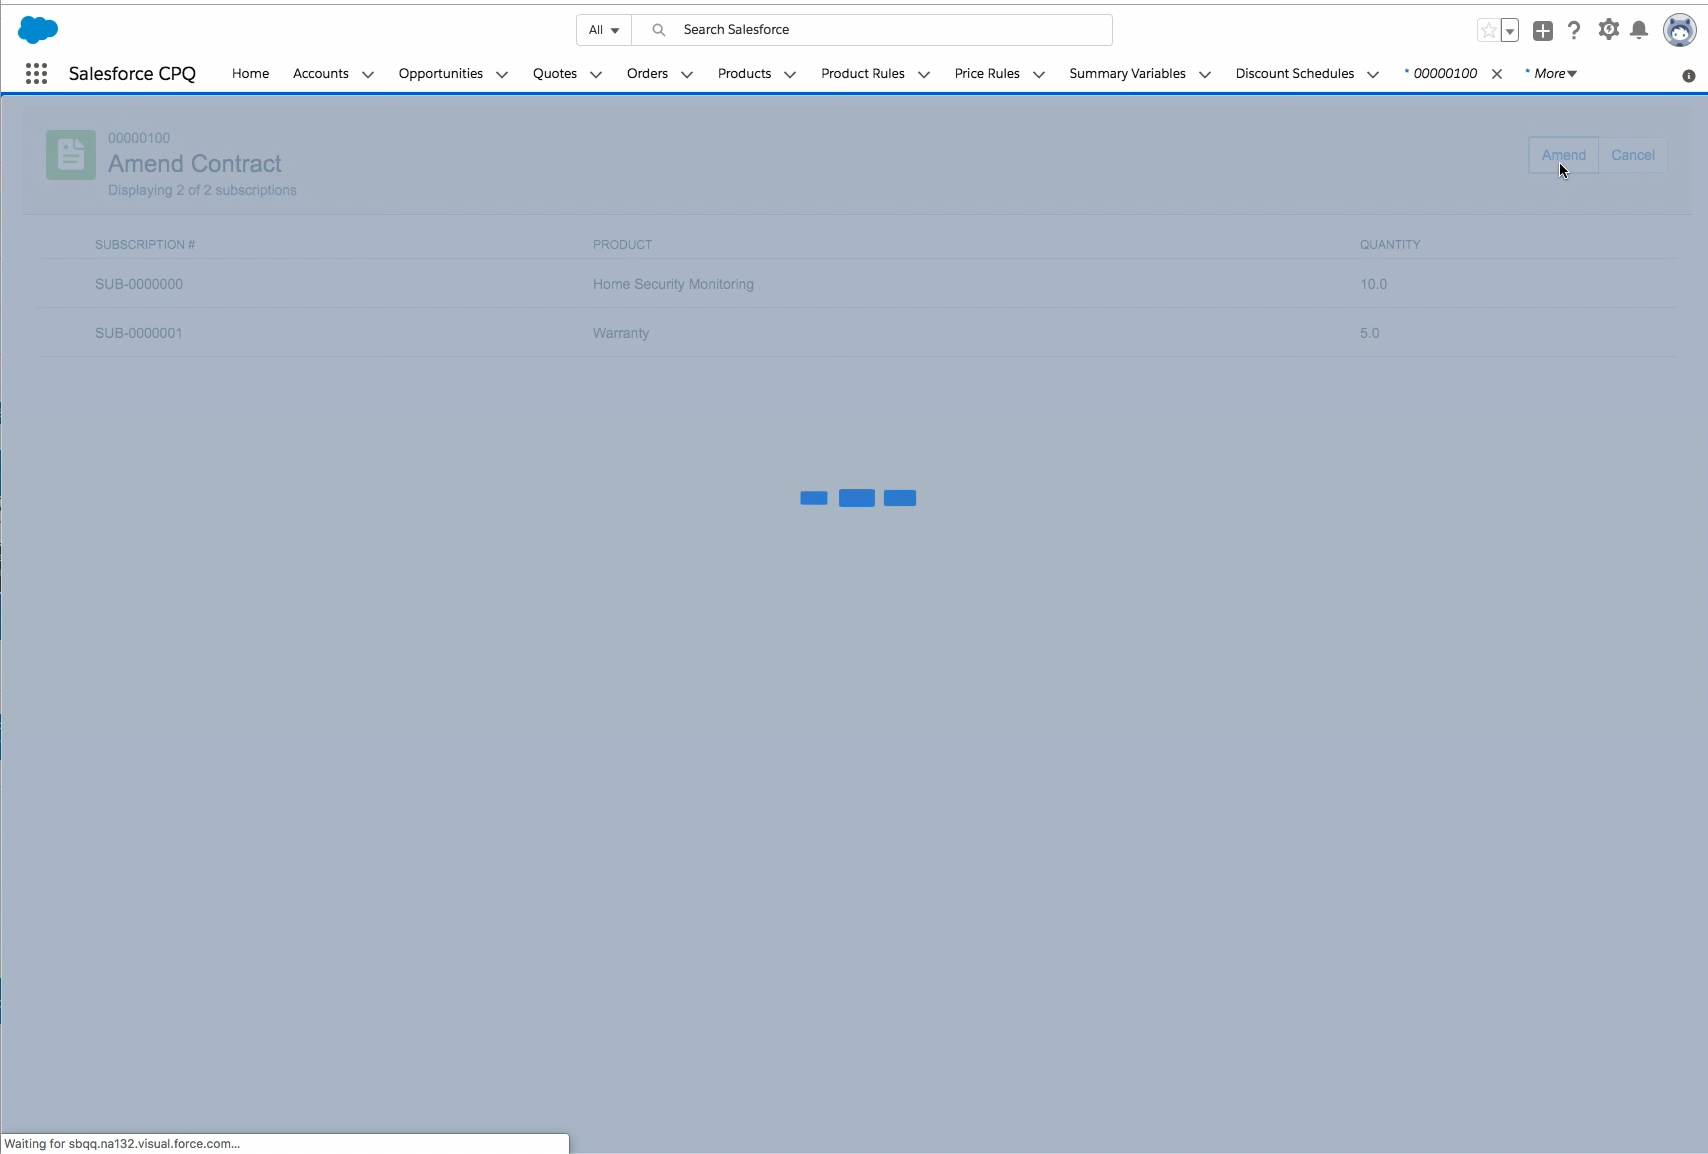 All
Search Salesforce
Salesforce CPQ
Home Accounts Opportunities Quotes Orders Products Product Rules Price Rules Summary Variables Discount Schedules * 00000100 * More
00000100
Amend Contract
Displaying 2 of 2 subscriptions
Amend Cancel
SUBSCRIPTION # PRODUCT QUANTITY
SUB-0000000 Home Security Monitoring 10.0
SUB-0000001 Warranty 5.0
Waiting for sbqq.na132.visual.force.com...